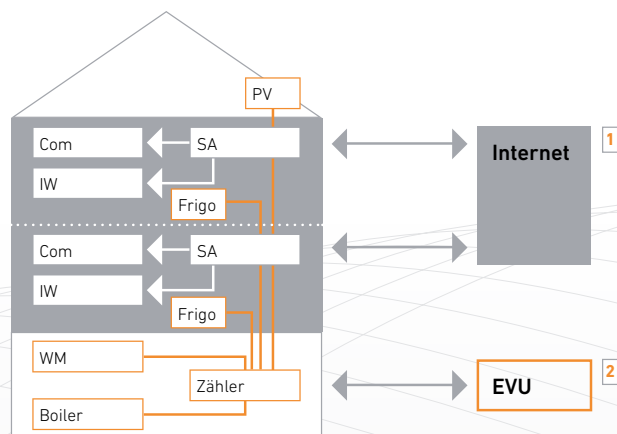 PV
Com
SA
Internet
1
IW
Frigo
Com
SA
IW
Frigo
WM
Zähler
EVU
2
Boiler